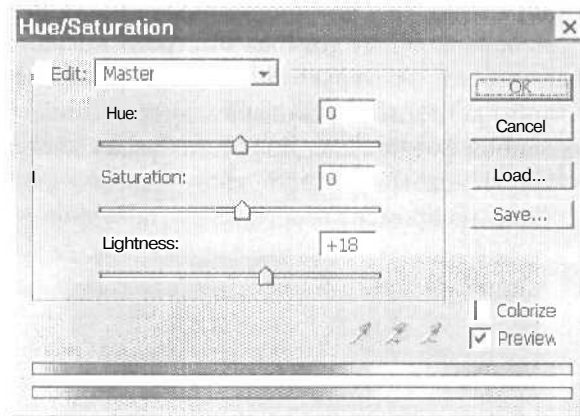 Hue/Saturation
Edit: Master
OK
Hue: 0
Cancel
Saturation: 0
Load...
Save...
Lightness: +18
Colorize
Preview